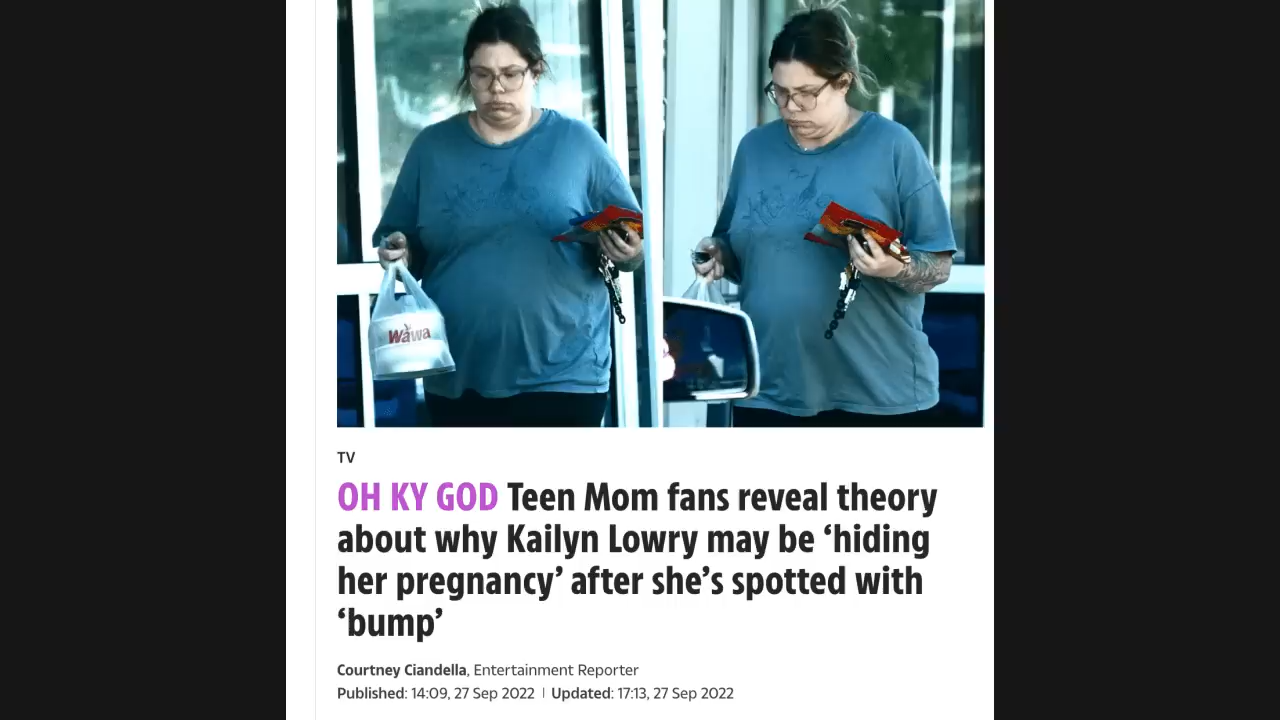 Wawa
TV
OH KY GOD Teen Mom fans reveal theory
about why Kailyn Lowry may be ‘hiding
her pregnancy’ after she’s spotted with
‘bump’
Courtney Ciandella, Entertainment Reporter
Published: 14:09, 27 Sep 2022 | Updated: 17:13, 27 Sep 2022